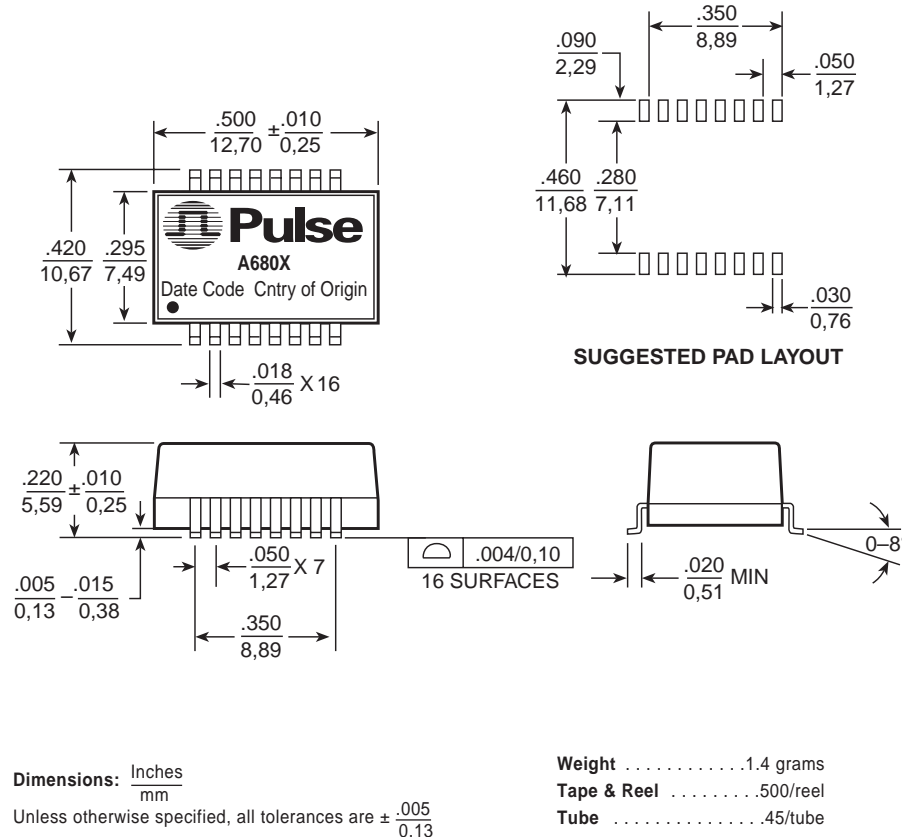 .350
8,89
.090
2,29
.050
1,27
.500 ± .010
12,70 0,25
.460 .280
11,68 7,11
.420 .295
10,67 7,49
Pulse
A680X
Date Code Cntry of Origin
.030
0,76
SUGGESTED PAD LAYOUT
.018 X 16
0,46
.220 ± .010
5,59 0,25
.050 X 7
1,27
.004/0,10
16 SURFACES
0–8°
.020 MIN
0,51
.005 – .015
0,13 0,38
.350
8,89
Dimensions: Inches
mm
Unless otherwise specified, all tolerances are ± .005
0,13
Weight . . . . . . . . . . . . .1.4 grams
Tape & Reel . . . . . . . . .500/reel
Tube . . . . . . . . . . . . . . .45/tube